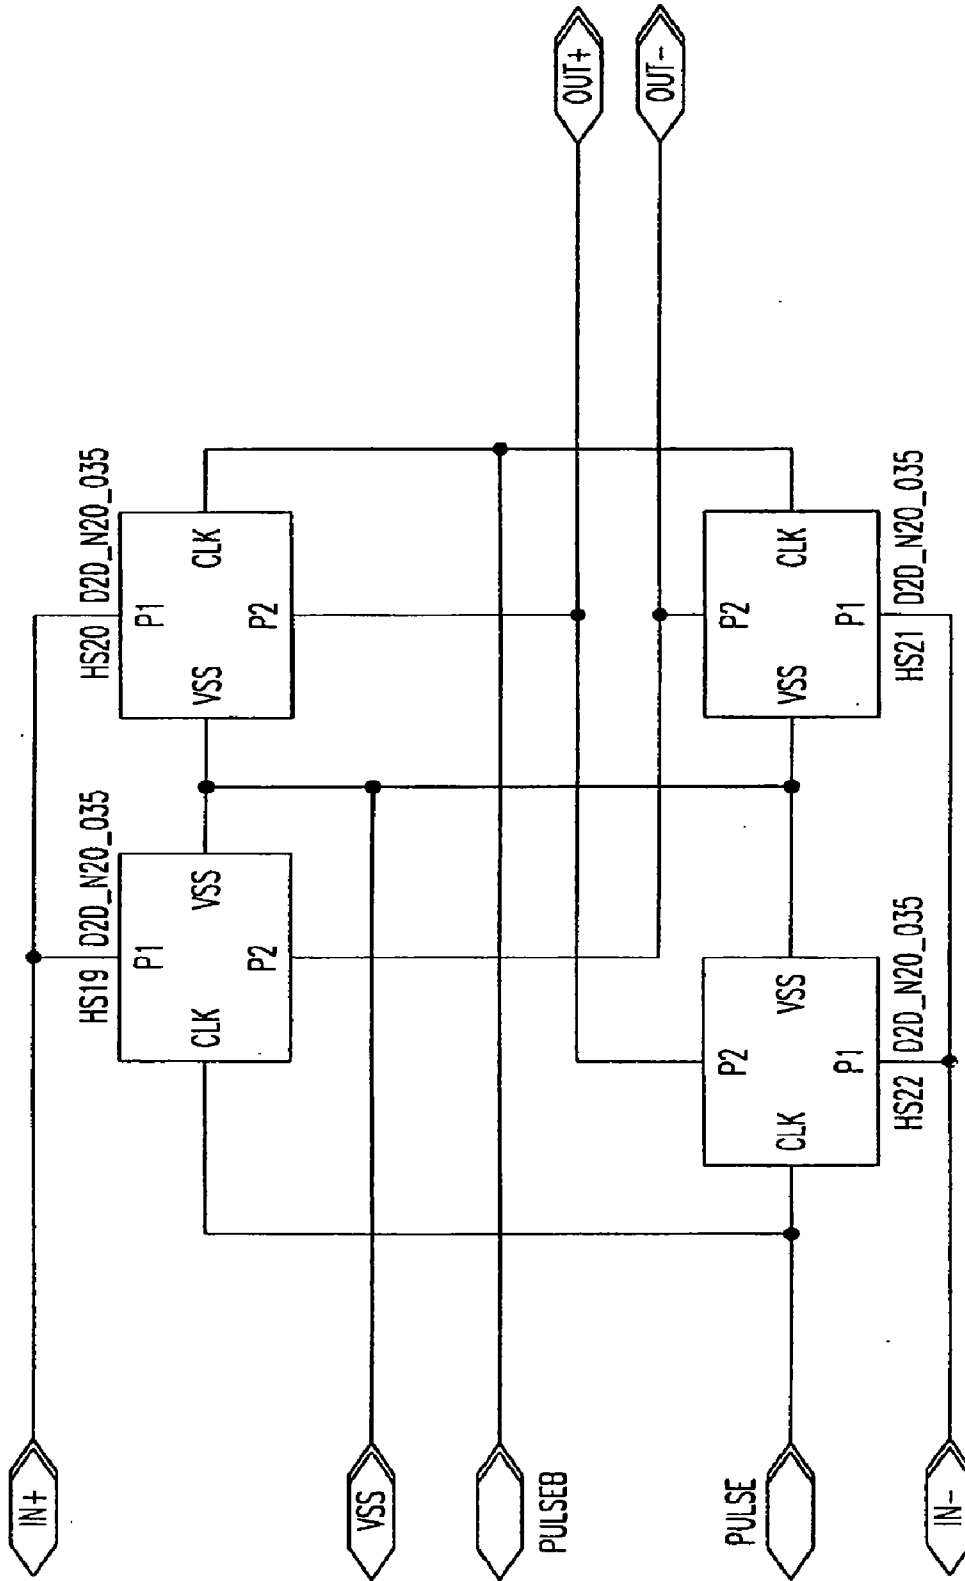 IN+
HS19 D2D_N20_035
HS20 D2D_N20_035
P1
P1
CLK
VSS
VSS
CLK
P2
P2
VSS
PULSEB
OUT+
OUT-
P2
P2
CLK
VSS
VSS
CLK
P1
P1
PULSE
HS22 D2D_N20_035
HS21 D2D_N20_035
IN-